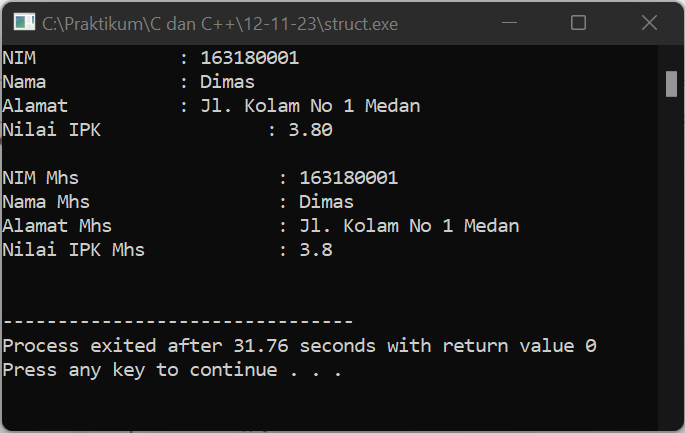 C:\Praktikum\C dan C++\12-11-23\struct.exe
NIM : 163180001
Nama : Dimas
Alamat : Jl. Kolam No 1 Medan
Nilai IPK : 3.80
NIM Mhs : 163180001
Nama Mhs : Dimas
Alamat Mhs : Jl. Kolam No 1 Medan
Nilai IPK Mhs : 3.8
--------------------------------
Process exited after 31.76 seconds with return value 0
Press any key to continue . . .